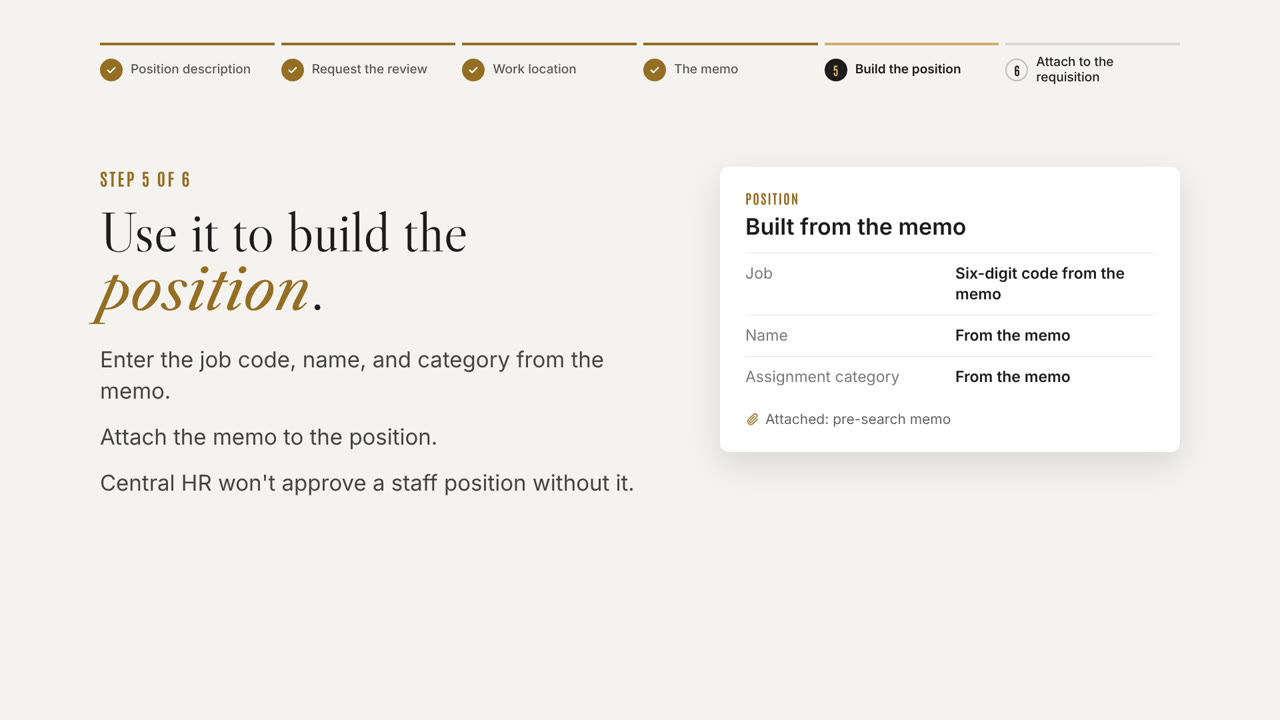 Position description
Request the review
Work location
The memo
5
Build the position
6
Attach to the
requisition
STEP 5 OF 6
Use it to build the
position.
Enter the job code, name, and category from the
memo.
Attach the memo to the position.
Central HR won't approve a staff position without it.
POSITION
Built from the memo
Job
Six-digit code from the
memo
Name
From the memo
Assignment category
From the memo
Attached: pre-search memo